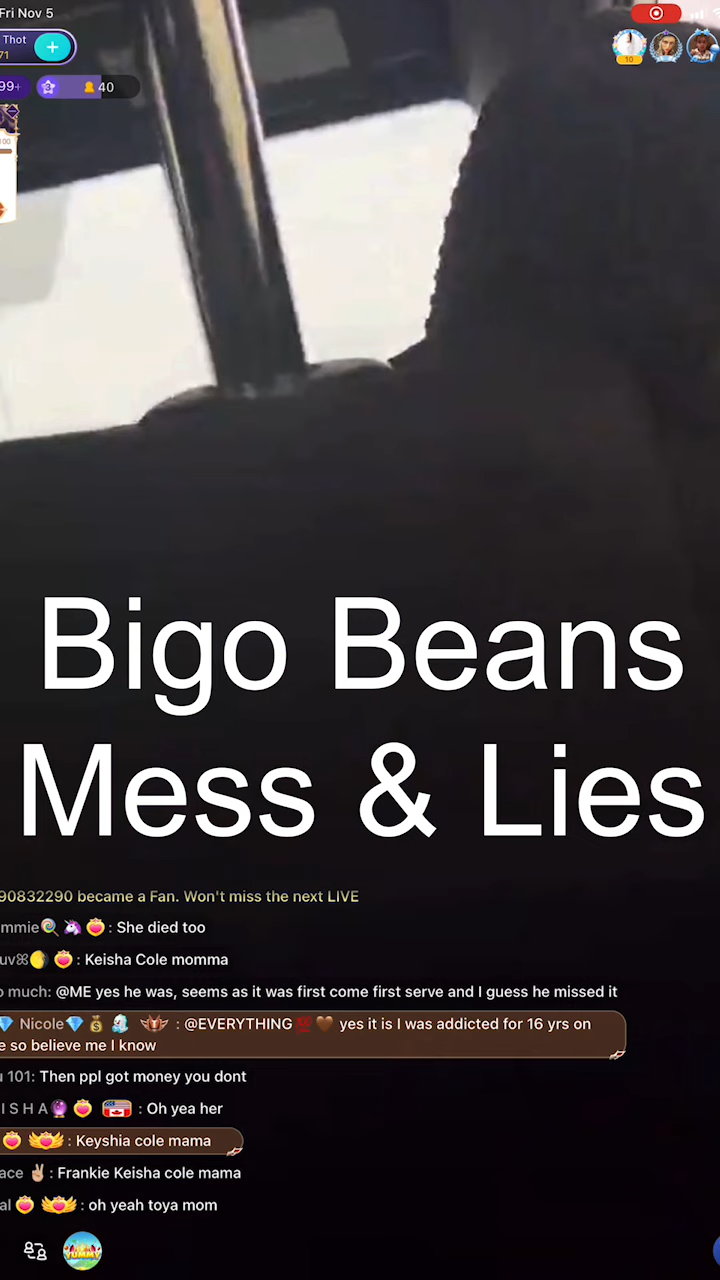 Fri Nov 5
Thot
71
99+
40
10
100
Bigo Beans
Mess & Lies
90832290 became a Fan. Won't miss the next LIVE
mmie🍭🦄: She died too
uv⌘🌖: Keisha Cole momma
o much: @ME yes he was, seems as it was first come first serve and I guess he missed it
💎 Nicole💎💰: @EVERYTHING💯🤎 yes it is I was addicted for 16 yrs on
e so believe me I know
u 101: Then ppl got money you dont
I S H A🔮: Oh yea her
: Keyshia cole mama
ace ✌🏼: Frankie Keisha cole mama
al: oh yeah toya mom
YUMMY